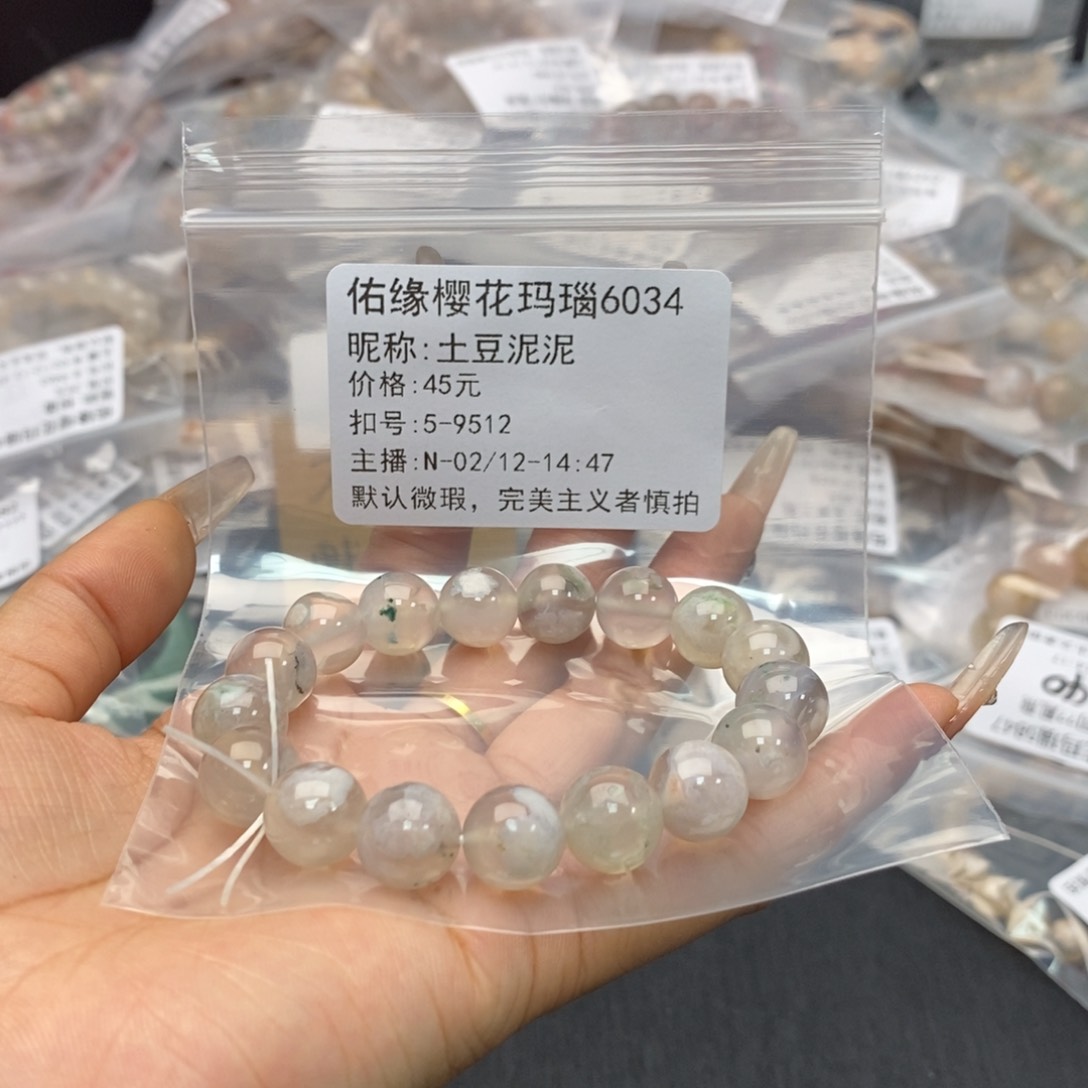 佑缘樱花玛瑙6034
昵称:土豆泥泥
价格:45元
扣号:5-9512
主播:N-02/12-14:47
默认微瑕，完美主义者慎拍